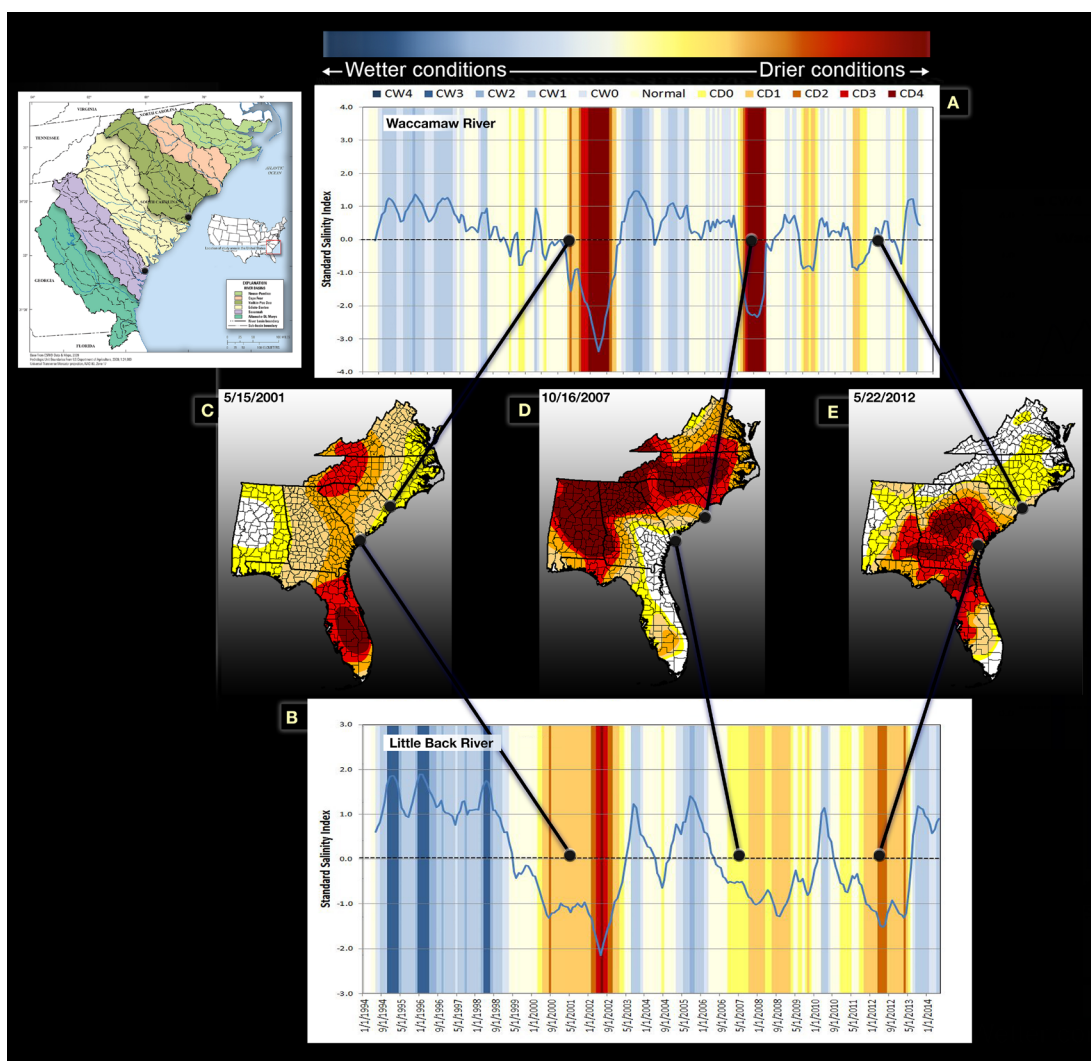 Wetter conditions
Drier conditions
CW4 CW3 CW2 CW1 CW0 Normal CD0 CD1 CD2 CD3 CD4
A
Waccamaw River
Standard Salinity Index
4.0
3.0
2.0
1.0
0.0
-1.0
-2.0
-3.0
-4.0
VIRGINIA
NORTH CAROLINA
TENNESSEE
ATLANTIC
OCEAN
SOUTH CAROLINA
GEORGIA
FLORIDA
EXPLANATION
C
5/15/2001
D
10/16/2007
E
5/22/2012
B
Little Back River
Standard Salinity Index
3.0
2.0
1.0
0.0
-1.0
-2.0
-3.0
1/1/1994
9/1/1994
5/1/1995
1/1/1996
9/1/1996
5/1/1997
1/1/1998
9/1/1998
5/1/1999
1/1/2000
9/1/2000
5/1/2001
1/1/2002
9/1/2002
5/1/2003
1/1/2004
9/1/2004
5/1/2005
1/1/2006
9/1/2006
5/1/2007
1/1/2008
9/1/2008
5/1/2009
1/1/2010
9/1/2010
5/1/2011
1/1/2012
9/1/2012
5/1/2013
1/1/2014